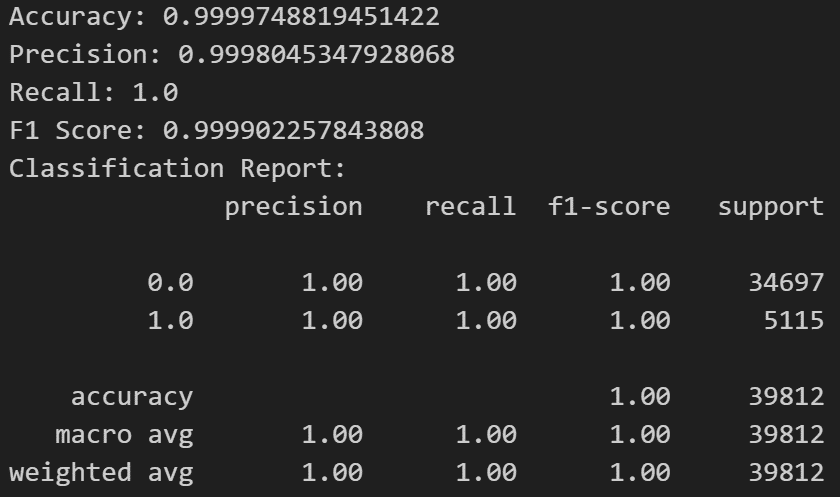 Accuracy: 0.9999748819451422
Precision: 0.9998045347928068
Recall: 1.0
F1 Score: 0.999902257843808
Classification Report:
precision recall f1-score support
0.0 1.00 1.00 1.00 34697
1.0 1.00 1.00 1.00 5115
accuracy 1.00 39812
macro avg 1.00 1.00 1.00 39812
weighted avg 1.00 1.00 1.00 39812